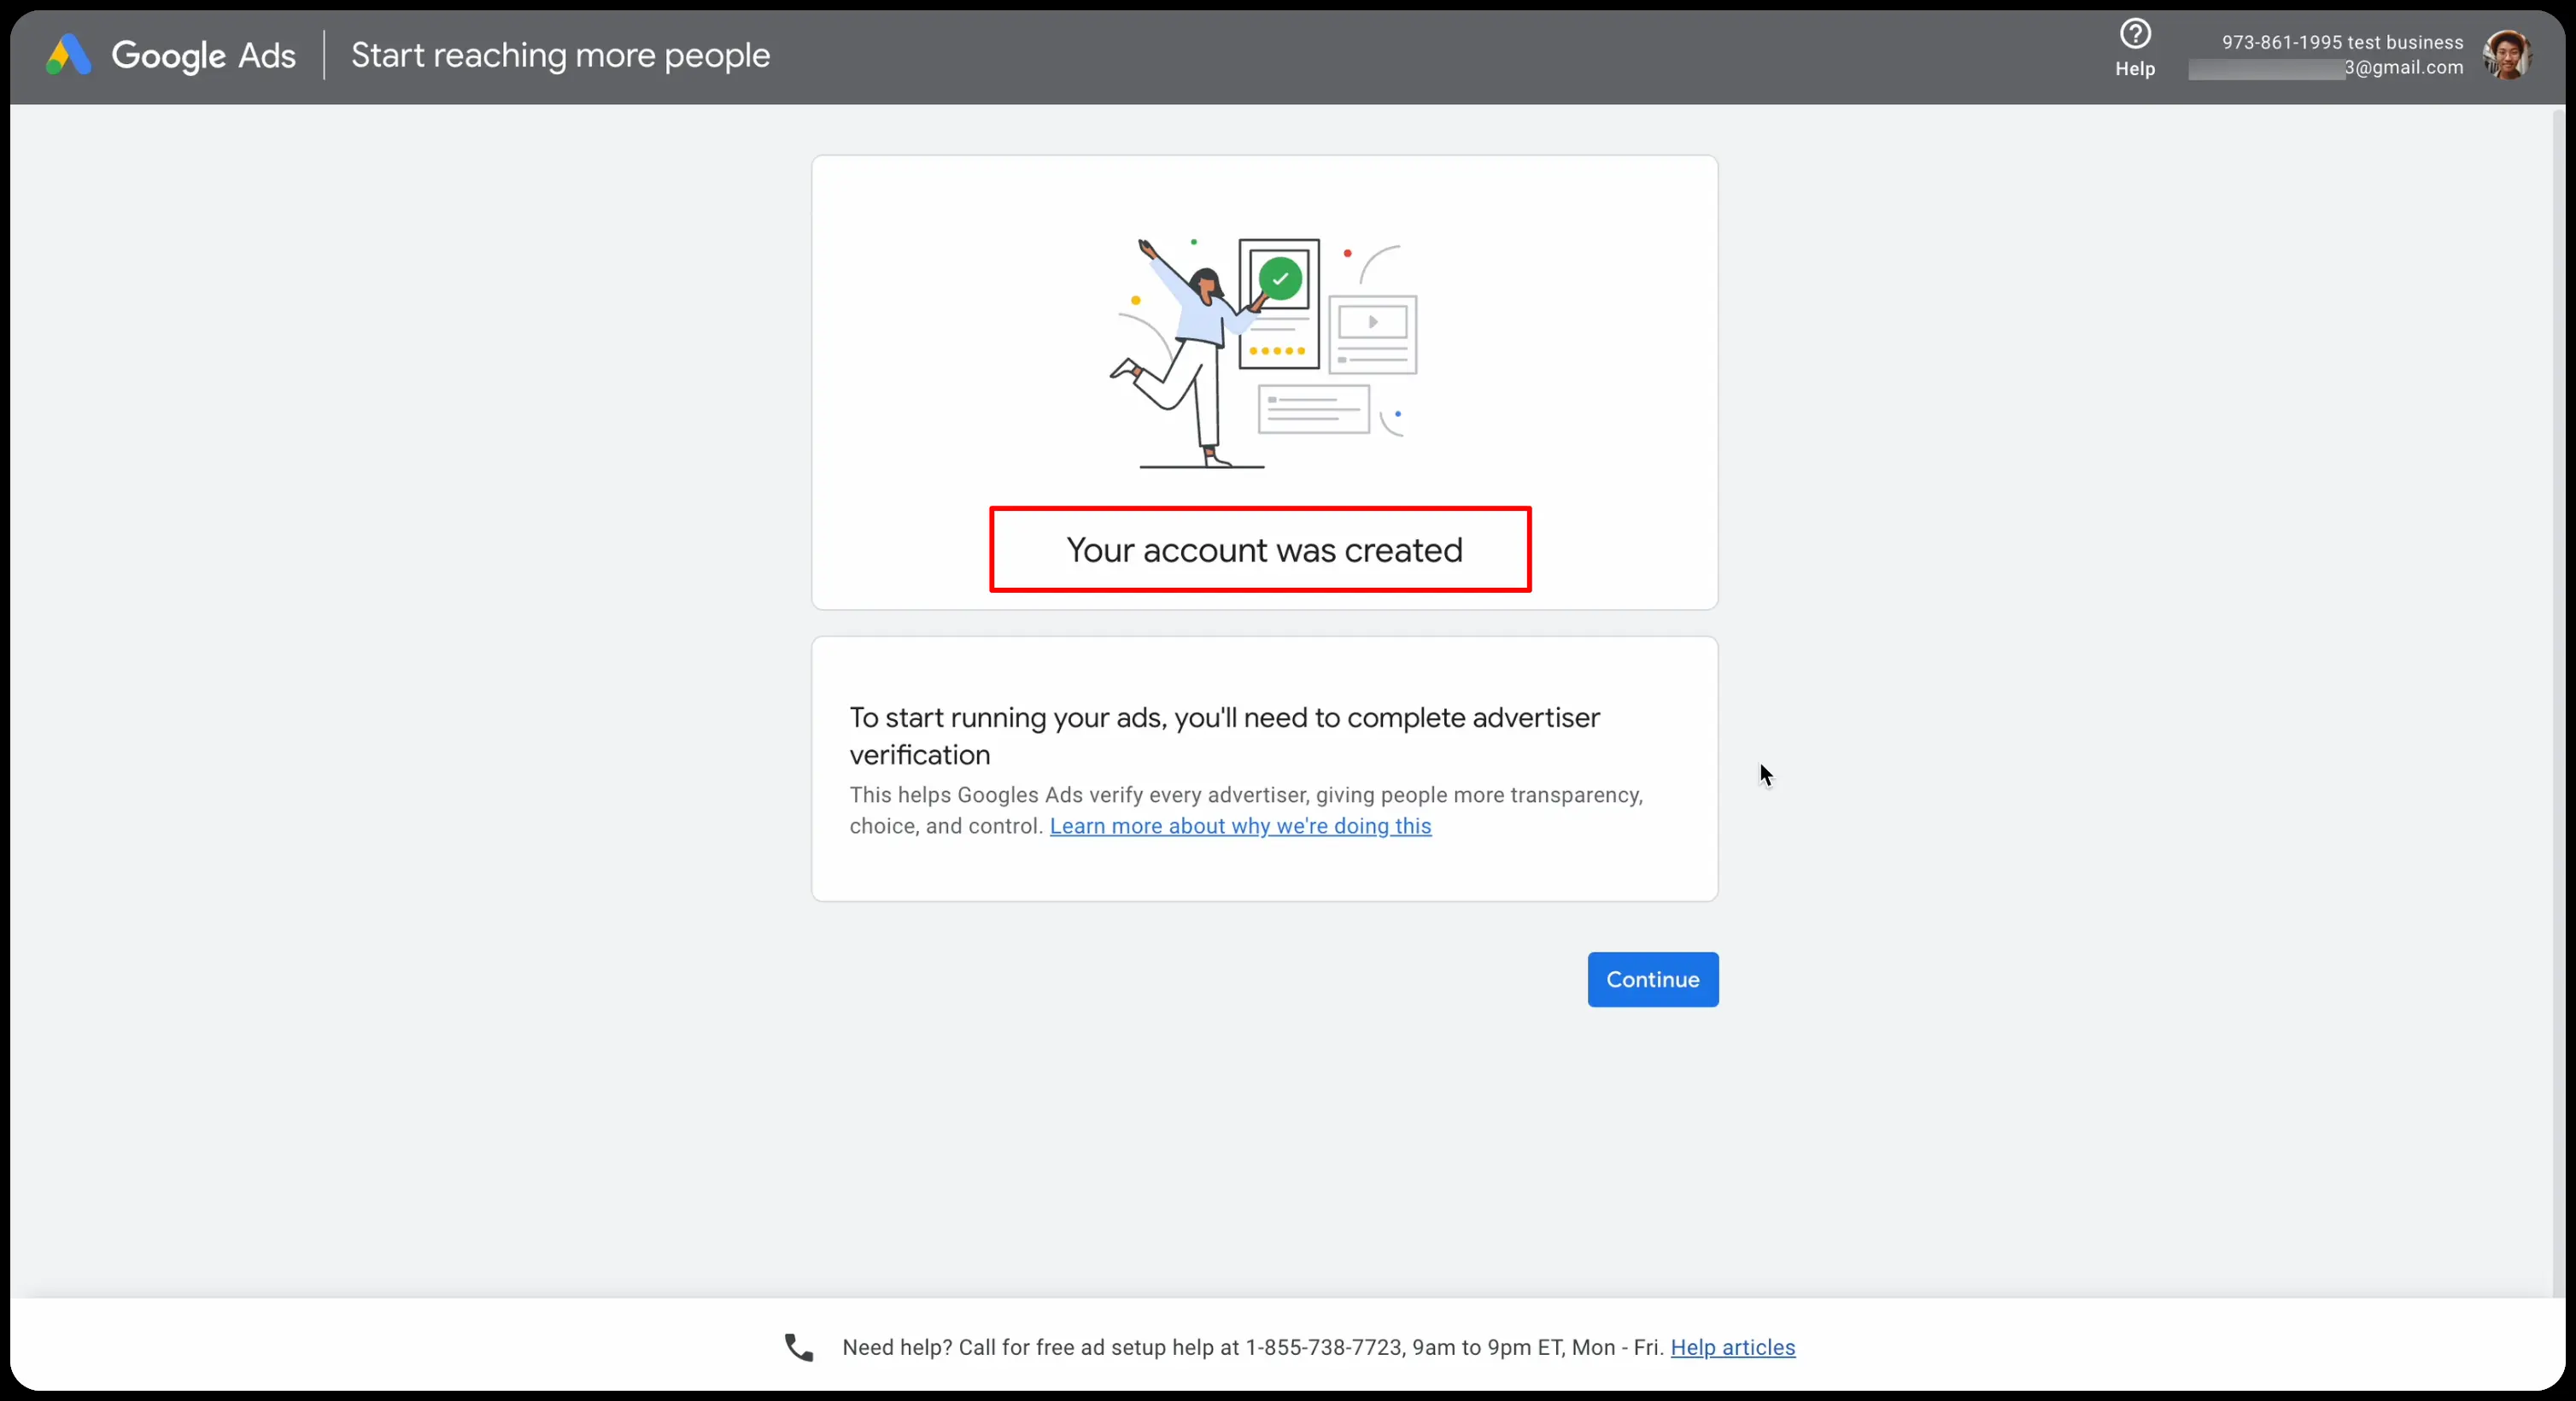 Google Ads
Start reaching more people
Help
973-861-1995 test business
3@gmail.com
Your account was created
To start running your ads, you'll need to complete advertiser
verification
This helps Googles Ads verify every advertiser, giving people more transparency,
choice, and control. Learn more about why we're doing this
Continue
Need help? Call for free ad setup help at 1-855-738-7723, 9am to 9pm ET, Mon - Fri. Help articles